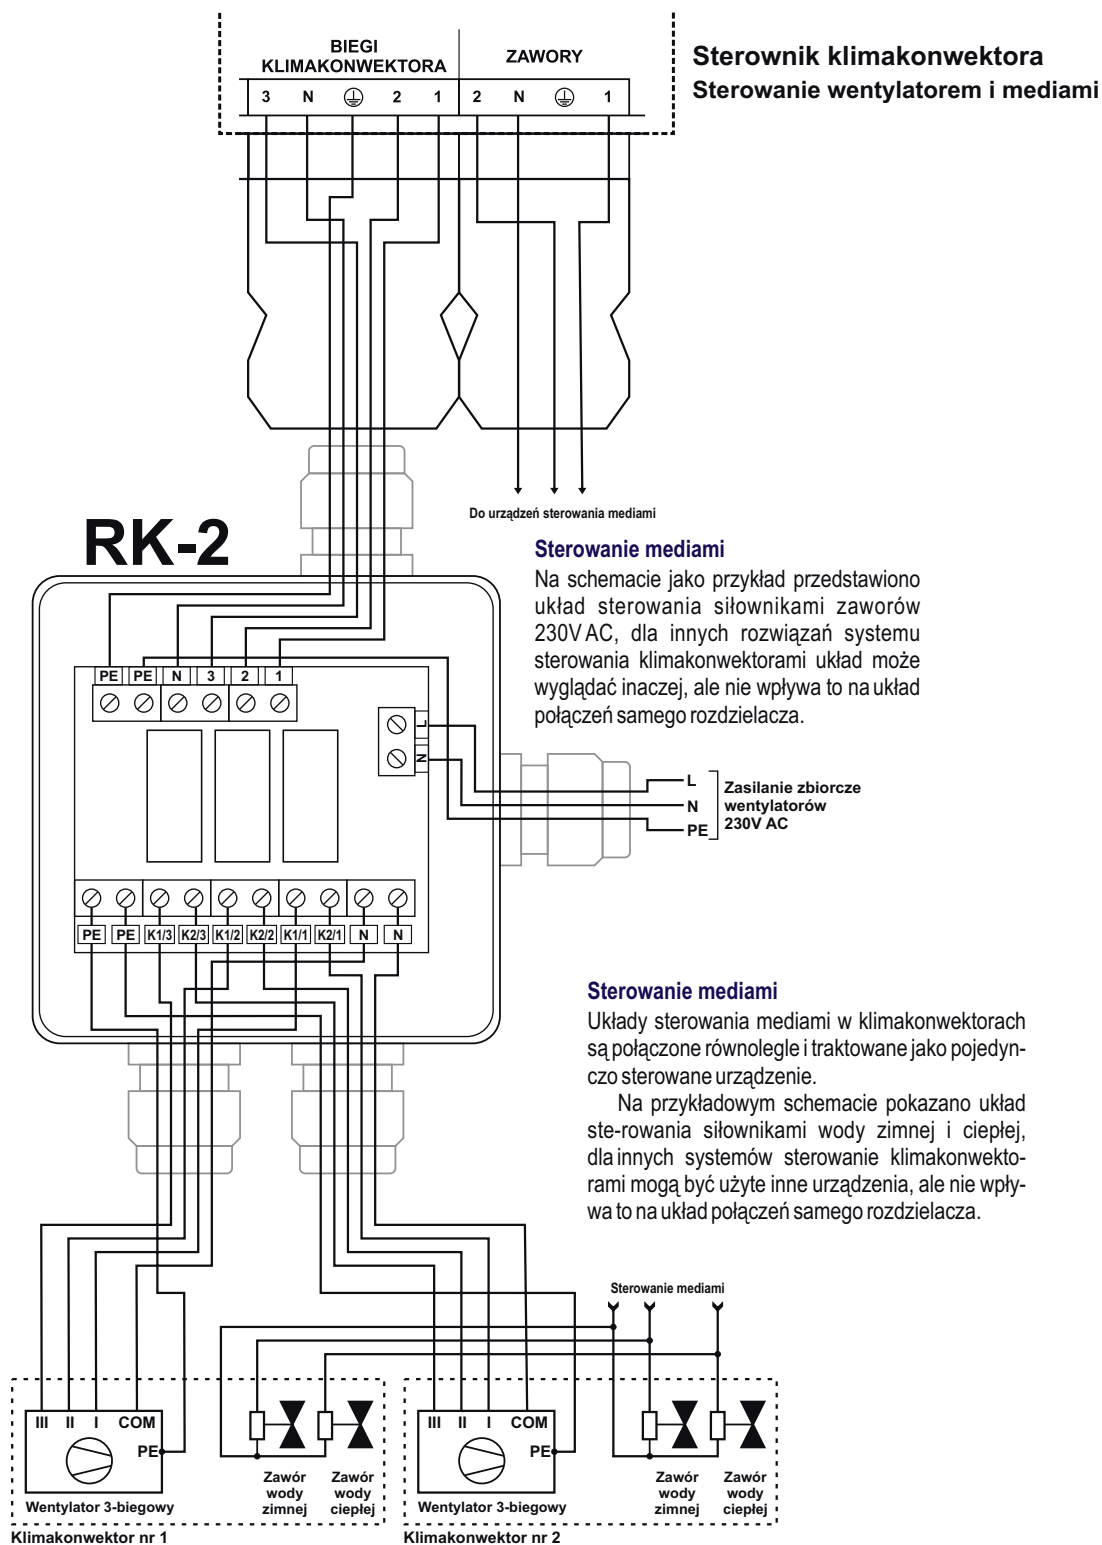 BIEGI
KLIMAKONWEKTORA
ZAWORY
Sterownik klimakonwektora
Sterowanie wentylatorem i mediami
3 N 2 1 2 N 1
Do urządzeń sterowania mediami
RK-2
Sterowanie mediami
Na schemacie jako przykład przedstawiono
układ sterowania siłownikami zaworów
230V AC, dla innych rozwiązań systemu
sterowania klimakonwektorami układ może
wyglądać inaczej, ale nie wpływa to na układ
połączeń samego rozdzielacza.
PE PE N 3 2 1
L
N
L
N
PE
Zasilanie zbiorcze
wentylatorów
230V AC
PE PE K1/3 K2/3 K1/2 K2/2 K1/1 K2/1 N N
Sterowanie mediami
Układy sterowania mediami w klimakonwektorach
są połączone równolegle i traktowane jako pojedyn-
czo sterowane urządzenie.
Na przykładowym schemacie pokazano układ
ste-rowania siłownikami wody zimnej i ciepłej,
dla innych systemów sterowanie klimakonwekto-
rami mogą być użyte inne urządzenia, ale nie wpły-
wa to na układ połączeń samego rozdzielacza.
Sterowanie mediami
III II I COM
PE
Wentylator 3-biegowy
Zawór
wody
zimnej
Zawór
wody
ciepłej
Klimakonwektor nr 1
III II I COM
PE
Wentylator 3-biegowy
Zawór
wody
zimnej
Zawór
wody
ciepłej
Klimakonwektor nr 2